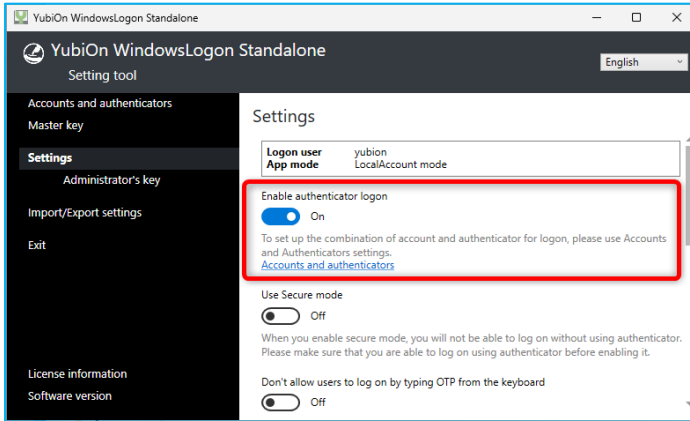 YubiOn WindowsLogon Standalone
YubiOn WindowsLogon Standalone
Setting tool
English
Accounts and authenticators
Master key
Settings
Administrator's key
Import/Export settings
Exit
License information
Software version
Settings
Logon user yubion
App mode LocalAccount mode
Enable authenticator logon
On
To set up the combination of account and authenticator for logon, please use Accounts
and Authenticators settings.
Accounts and authenticators
Use Secure mode
Off
When you enable secure mode, you will not be able to log on without using authenticator.
Please make sure that you are able to log on using authenticator before enabling it.
Don't allow users to log on by typing OTP from the keyboard
Off